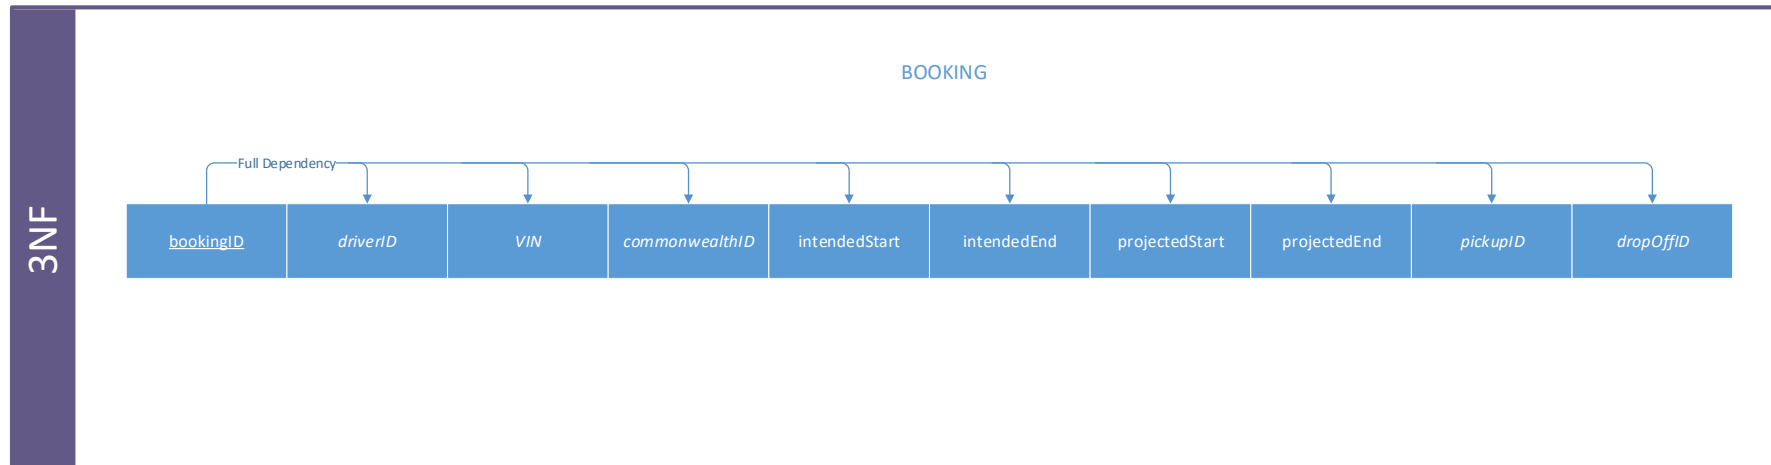 3NF
BOOKING
Full Dependency
bookingID driverID VIN commonwealthID intendedStart intendedEnd projectedStart projectedEnd pickupID dropOffID